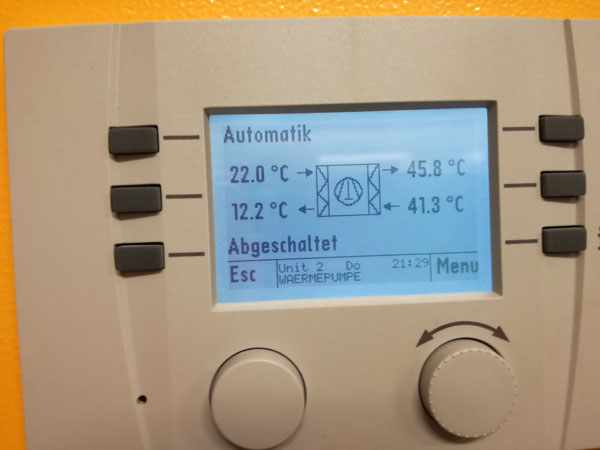 Automatik
22.0 °C → → 45.8 °C
12.2 °C ← ← 41.3 °C
Abgeschaltet
Esc Unit 2 Do 21:29 Menu
WAERMEPUMPE